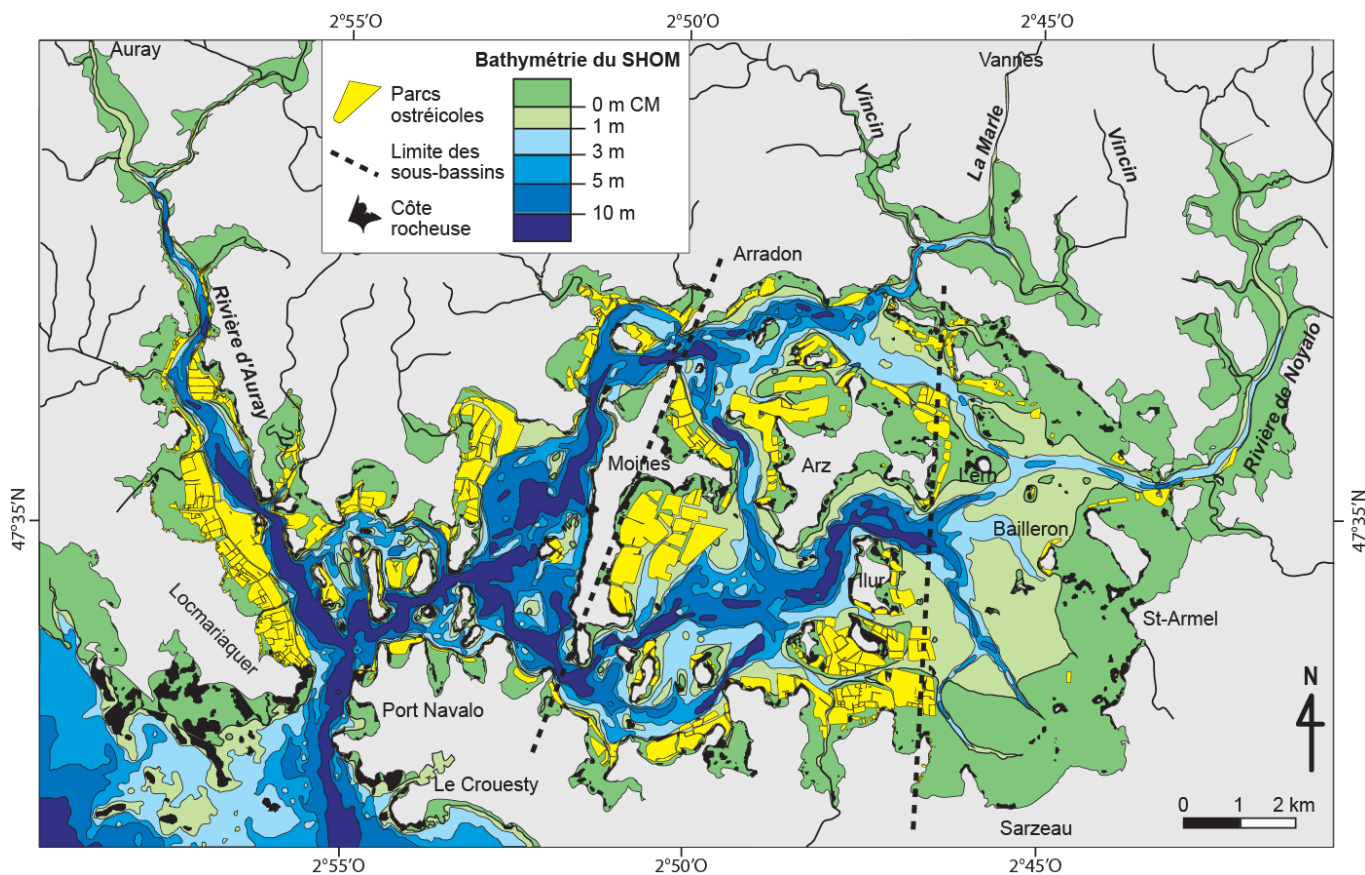 2°55'O
2°50'O
2°45'O
Auray
Bathymétrie du SHOM
Parcs
ostréicoles
Limite des
sous-bassins
Côte
rocheuse
0 m CM
1 m
3 m
5 m
10 m
Vannes
Vincin
La Marle
Vincin
Arradon
Rivière d'Auray
Rivière de Noyalo
Moines
Arz
Iern
47°35'N
47°35'N
Bailleron
Ilur
Locmariaquer
St-Armel
Port Navalo
N
Le Crouesty
0 1 2 km
Sarzeau
2°55'O
2°50'O
2°45'O